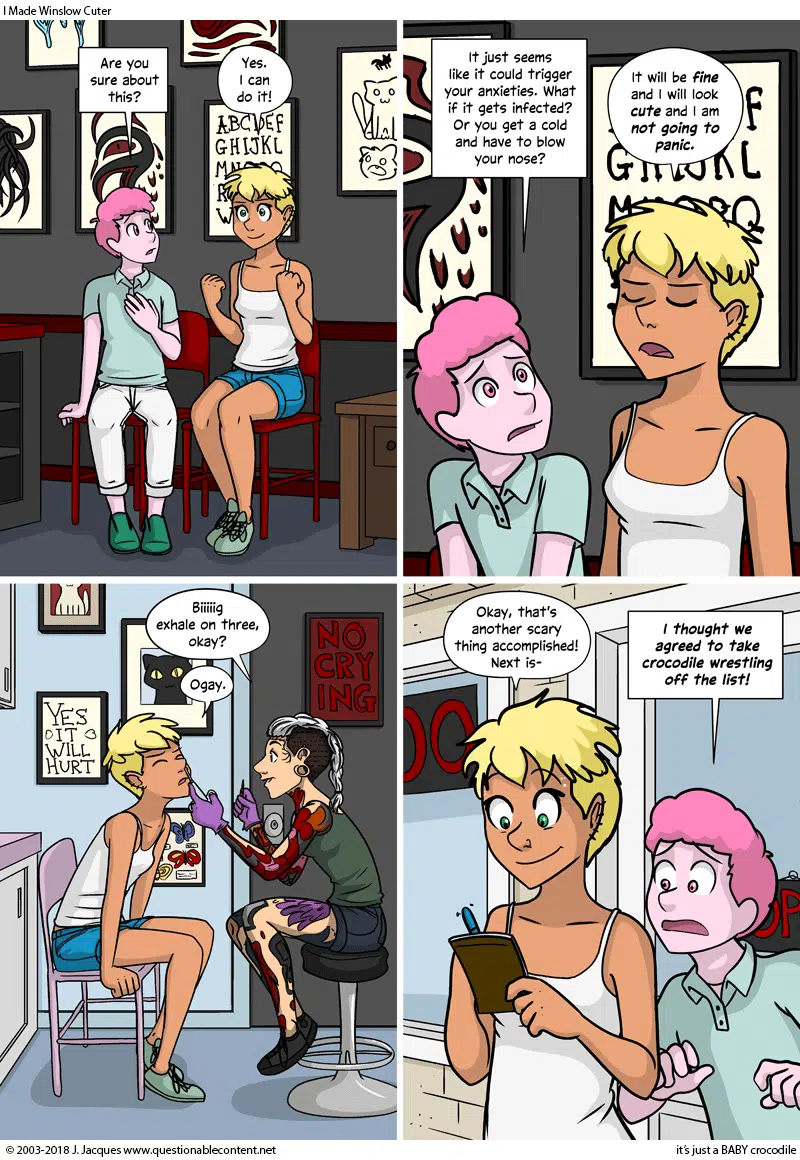 I Made Winslow Cuter
Are you
sure about
this?
Yes.
I can
do it!
ABCDEF
GHIJKL
It just seems
like it could trigger
your anxieties. What
if it gets infected?
Or you get a cold
and have to blow
your nose?
It will be fine
and I will look
cute and I am
not going to
panic.
F
GHIJKL
Biiiiig
exhale on three,
okay?
Ogay.
NO
CRY
ING
YES
IT
WILL
HURT
Okay, that's
another scary
thing accomplished!
Next is-
I thought we
agreed to take
crocodile wrestling
off the list!
OO
OP
© 2003-2018 J. Jacques www.questionablecontent.net
it's just a BABY crocodile